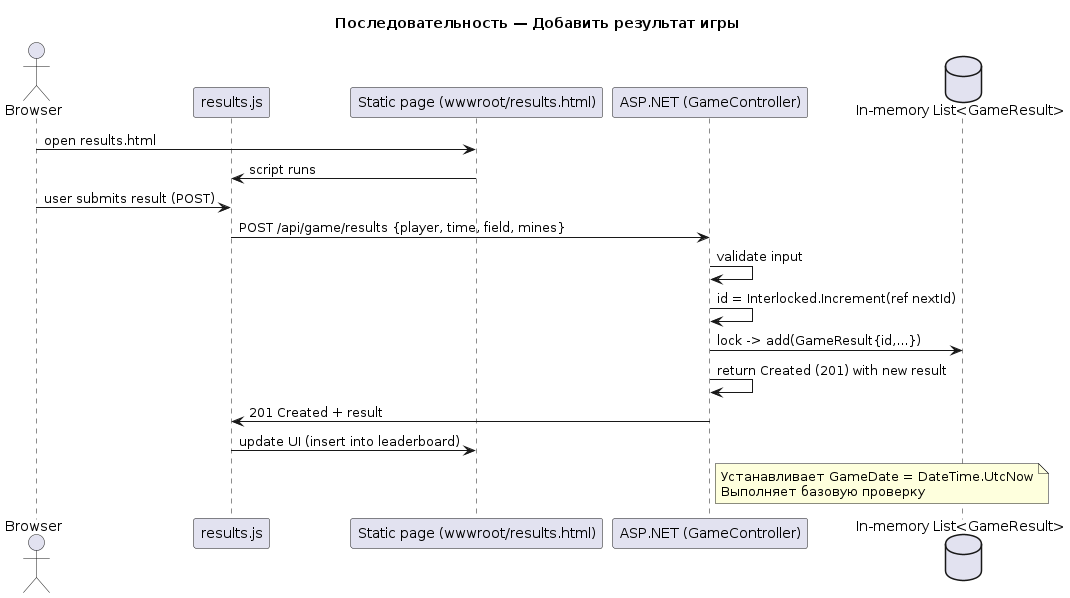 Последовательность — Добавить результат игры
Browser
results.js
Static page (wwwroot/results.html)
ASP.NET (GameController)
In-memory List<GameResult>
open results.html
script runs
user submits result (POST)
POST /api/game/results {player, time, field, mines}
validate input
id = Interlocked.Increment(ref nextId)
lock -> add(GameResult{id,...})
return Created (201) with new result
201 Created + result
update UI (insert into leaderboard)
Устанавливает GameDate = DateTime.UtcNow
Выполняет базовую проверку
Browser
results.js
Static page (wwwroot/results.html)
ASP.NET (GameController)
In-memory List<GameResult>